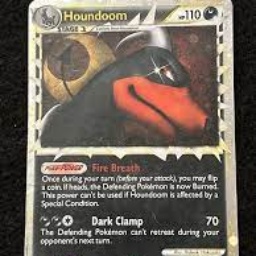 Houndoom HP110
STAGE 1
POKé-POWER Fire Breath
Once during your turn (before your attack), you may flip
a coin. If heads, the Defending Pokémon is now Burned.
This power can't be used if Houndoom is affected by a
Special Condition.
Dark Clamp 70
The Defending Pokémon can't retreat during your
opponent's next turn.